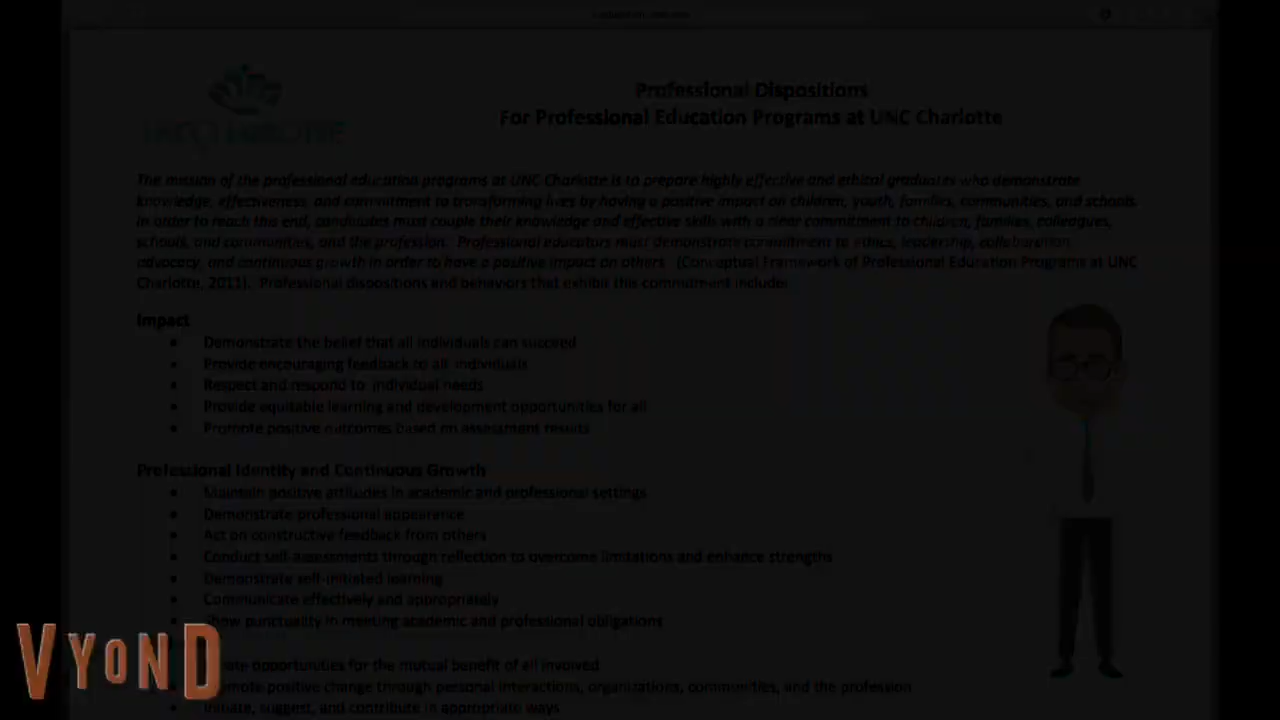 Professional Dispositions
For Professional Education Programs at UNC Charlotte
The mission of the professional education programs at UNC Charlotte is to prepare highly effective and ethical graduates who demonstrate
knowledge, effectiveness, and commitment to transforming lives by having a positive impact on children, youth, families, communities, and schools.
In order to reach this end, candidates must couple their knowledge and effective skills with a clear commitment to children, families, colleagues,
schools, and communities, and the profession. Professional educators must demonstrate commitment to ethics, leadership, collaboration,
advocacy, and continuous growth in order to have a positive impact on others. (Conceptual Framework of Professional Education Programs at UNC
Charlotte, 2011). Professional dispositions and behaviors that exhibit this commitment include:
Impact
• Demonstrate the belief that all individuals can succeed
• Provide encouraging feedback to all individuals
• Respect and respond to individual needs
• Provide equitable learning and development opportunities for all
• Promote positive outcomes based on assessment results
Professional Identity and Continuous Growth
• Maintain positive attitudes in academic and professional settings
• Demonstrate professional appearance
• Act on constructive feedback from others
• Conduct self-assessments through reflection to overcome limitations and enhance strengths
• Demonstrate self-initiated learning
• Communicate effectively and appropriately
• Show punctuality in meeting academic and professional obligations
opportunities for the mutual benefit of all involved
positive change through personal interactions, organizations, communities, and the profession
Initiate, suggest, and contribute in appropriate ways
VYOND